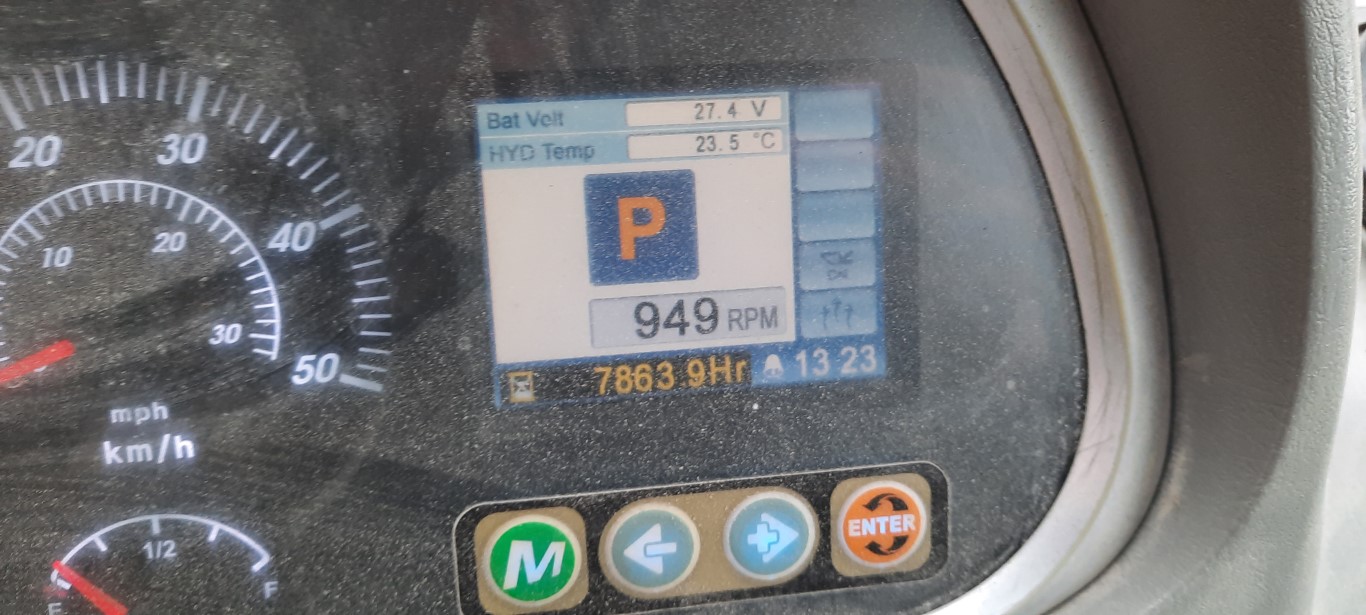 20 30 40 50
10 20 30
mph
km/h
1/2
E F
Bat Volt 27.4 V
HYD Temp 23.5 °C
P
949 RPM
7863.9Hr 13 23
M
ENTER